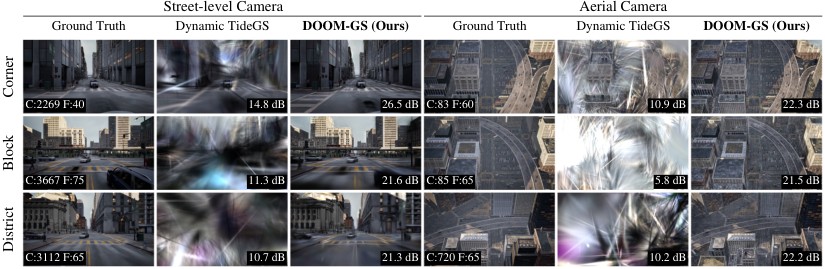 Street-level Camera Aerial Camera
Ground Truth Dynamic TideGS DOOM-GS (Ours) Ground Truth Dynamic TideGS DOOM-GS (Ours)
Corner
C:2269 F:40 14.8 dB 26.5 dB C:83 F:60 10.9 dB 22.3 dB
Block
C:3667 F:75 11.3 dB 21.6 dB C:85 F:65 5.8 dB 21.5 dB
District
C:3112 F:65 10.7 dB 21.3 dB C:720 F:65 10.2 dB 22.2 dB